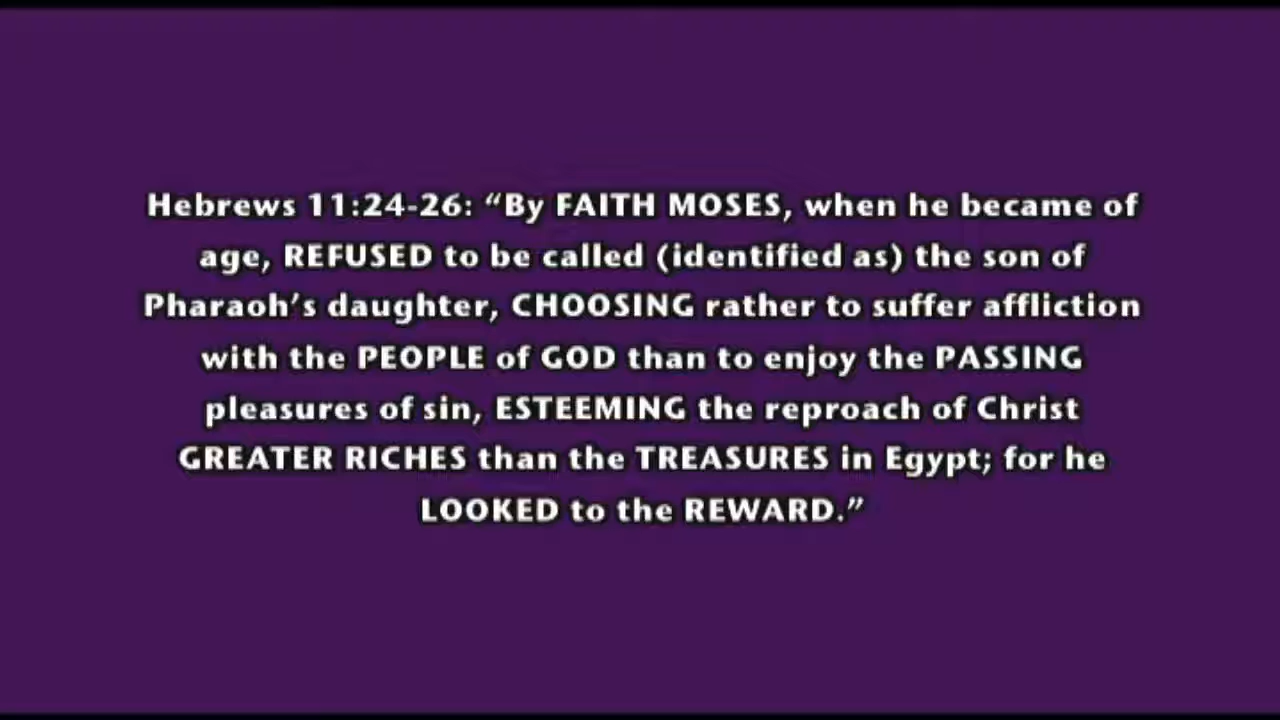 Hebrews 11:24-26: “By FAITH MOSES, when he became of
age, REFUSED to be called (identified as) the son of
Pharaoh’s daughter, CHOOSING rather to suffer affliction
with the PEOPLE of GOD than to enjoy the PASSING
pleasures of sin, ESTEEMING the reproach of Christ
GREATER RICHES than the TREASURES in Egypt; for he
LOOKED to the REWARD.”